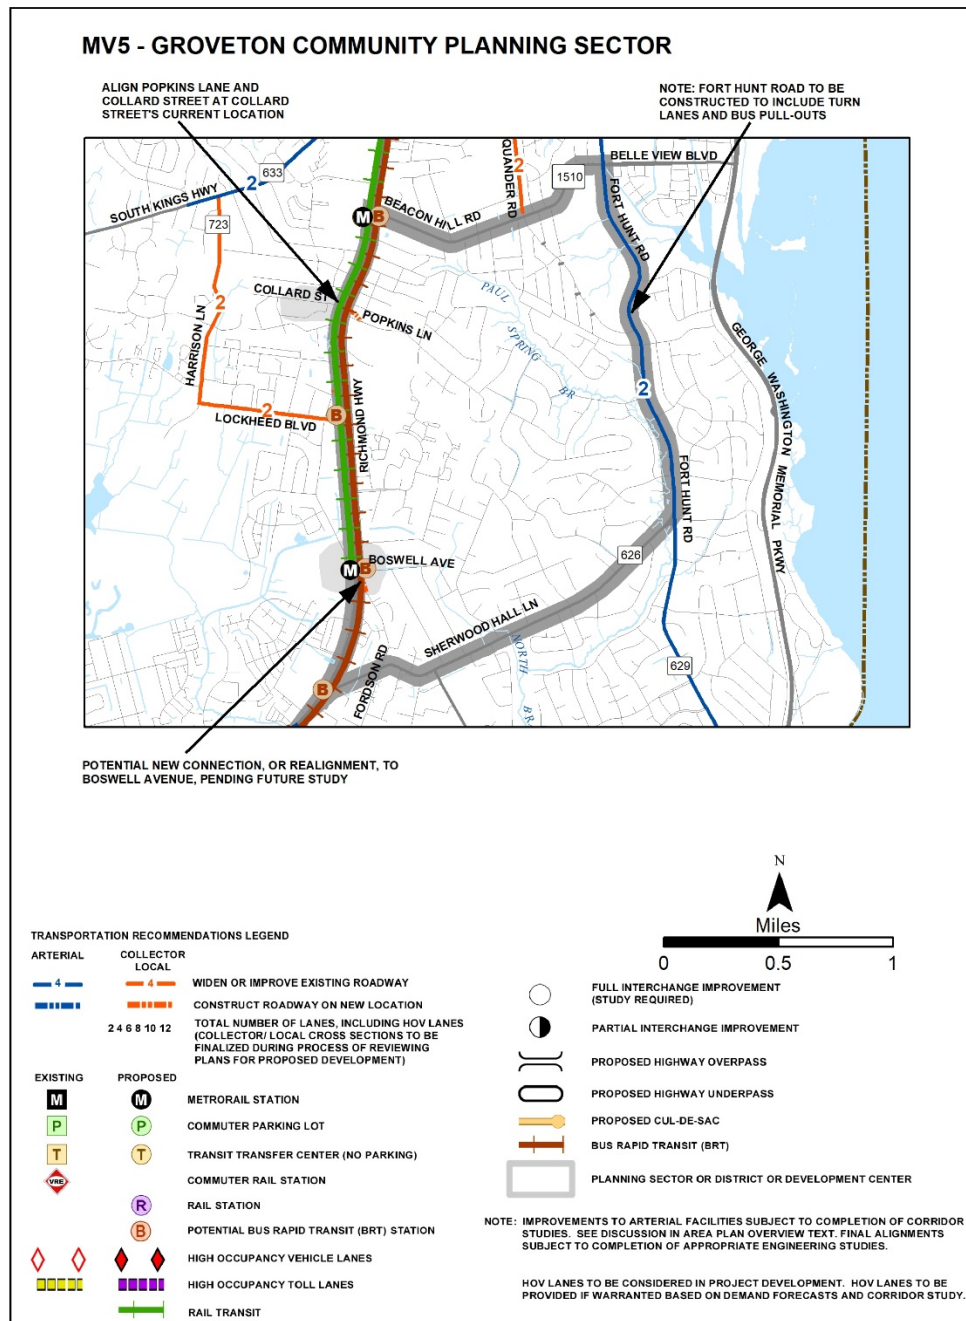 MV5 - GROVETON COMMUNITY PLANNING SECTOR
ALIGN POPKINS LANE AND
COLLARD STREET AT COLLARD
STREET'S CURRENT LOCATION
NOTE: FORT HUNT ROAD TO BE
CONSTRUCTED TO INCLUDE TURN
LANES AND BUS PULL-OUTS
QUANDER RD
2
BELLE VIEW BLVD
1510
633
2
SOUTH KINGS HWY
723
M
B
BEACON HILL RD
FORT HUNT RD
COLLARD ST
POPKINS LN
PAUL
SPRING
BR
HARRISON LN
2
2
LOCKHEED BLVD
B
RICHMOND HWY
2
GEORGE WASHINGTON MEMORIAL PKWY
FORT HUNT RD
M
B
BOSWELL AVE
626
SHERWOOD HALL LN
NORTH
BR
629
B
FORDSON RD
POTENTIAL NEW CONNECTION, OR REALIGNMENT, TO
BOSWELL AVENUE, PENDING FUTURE STUDY
N
Miles
0 0.5 1
TRANSPORTATION RECOMMENDATIONS LEGEND
ARTERIAL
COLLECTOR
LOCAL
4 4 WIDEN OR IMPROVE EXISTING ROADWAY
CONSTRUCT ROADWAY ON NEW LOCATION
2 4 6 8 10 12 TOTAL NUMBER OF LANES, INCLUDING HOV LANES
(COLLECTOR/ LOCAL CROSS SECTIONS TO BE
FINALIZED DURING PROCESS OF REVIEWING
PLANS FOR PROPOSED DEVELOPMENT)
EXISTING PROPOSED
M M METRORAIL STATION
P P COMMUTER PARKING LOT
T T TRANSIT TRANSFER CENTER (NO PARKING)
VRE COMMUTER RAIL STATION
R RAIL STATION
B POTENTIAL BUS RAPID TRANSIT (BRT) STATION
HIGH OCCUPANCY VEHICLE LANES
HIGH OCCUPANCY TOLL LANES
RAIL TRANSIT
FULL INTERCHANGE IMPROVEMENT
(STUDY REQUIRED)
PARTIAL INTERCHANGE IMPROVEMENT
PROPOSED HIGHWAY OVERPASS
PROPOSED HIGHWAY UNDERPASS
PROPOSED CUL-DE-SAC
BUS RAPID TRANSIT (BRT)
PLANNING SECTOR OR DISTRICT OR DEVELOPMENT CENTER
NOTE: IMPROVEMENTS TO ARTERIAL FACILITIES SUBJECT TO COMPLETION OF CORRIDOR
STUDIES. SEE DISCUSSION IN AREA PLAN OVERVIEW TEXT. FINAL ALIGNMENTS
SUBJECT TO COMPLETION OF APPROPRIATE ENGINEERING STUDIES.
HOV LANES TO BE CONSIDERED IN PROJECT DEVELOPMENT. HOV LANES TO BE
PROVIDED IF WARRANTED BASED ON DEMAND FORECASTS AND CORRIDOR STUDY.